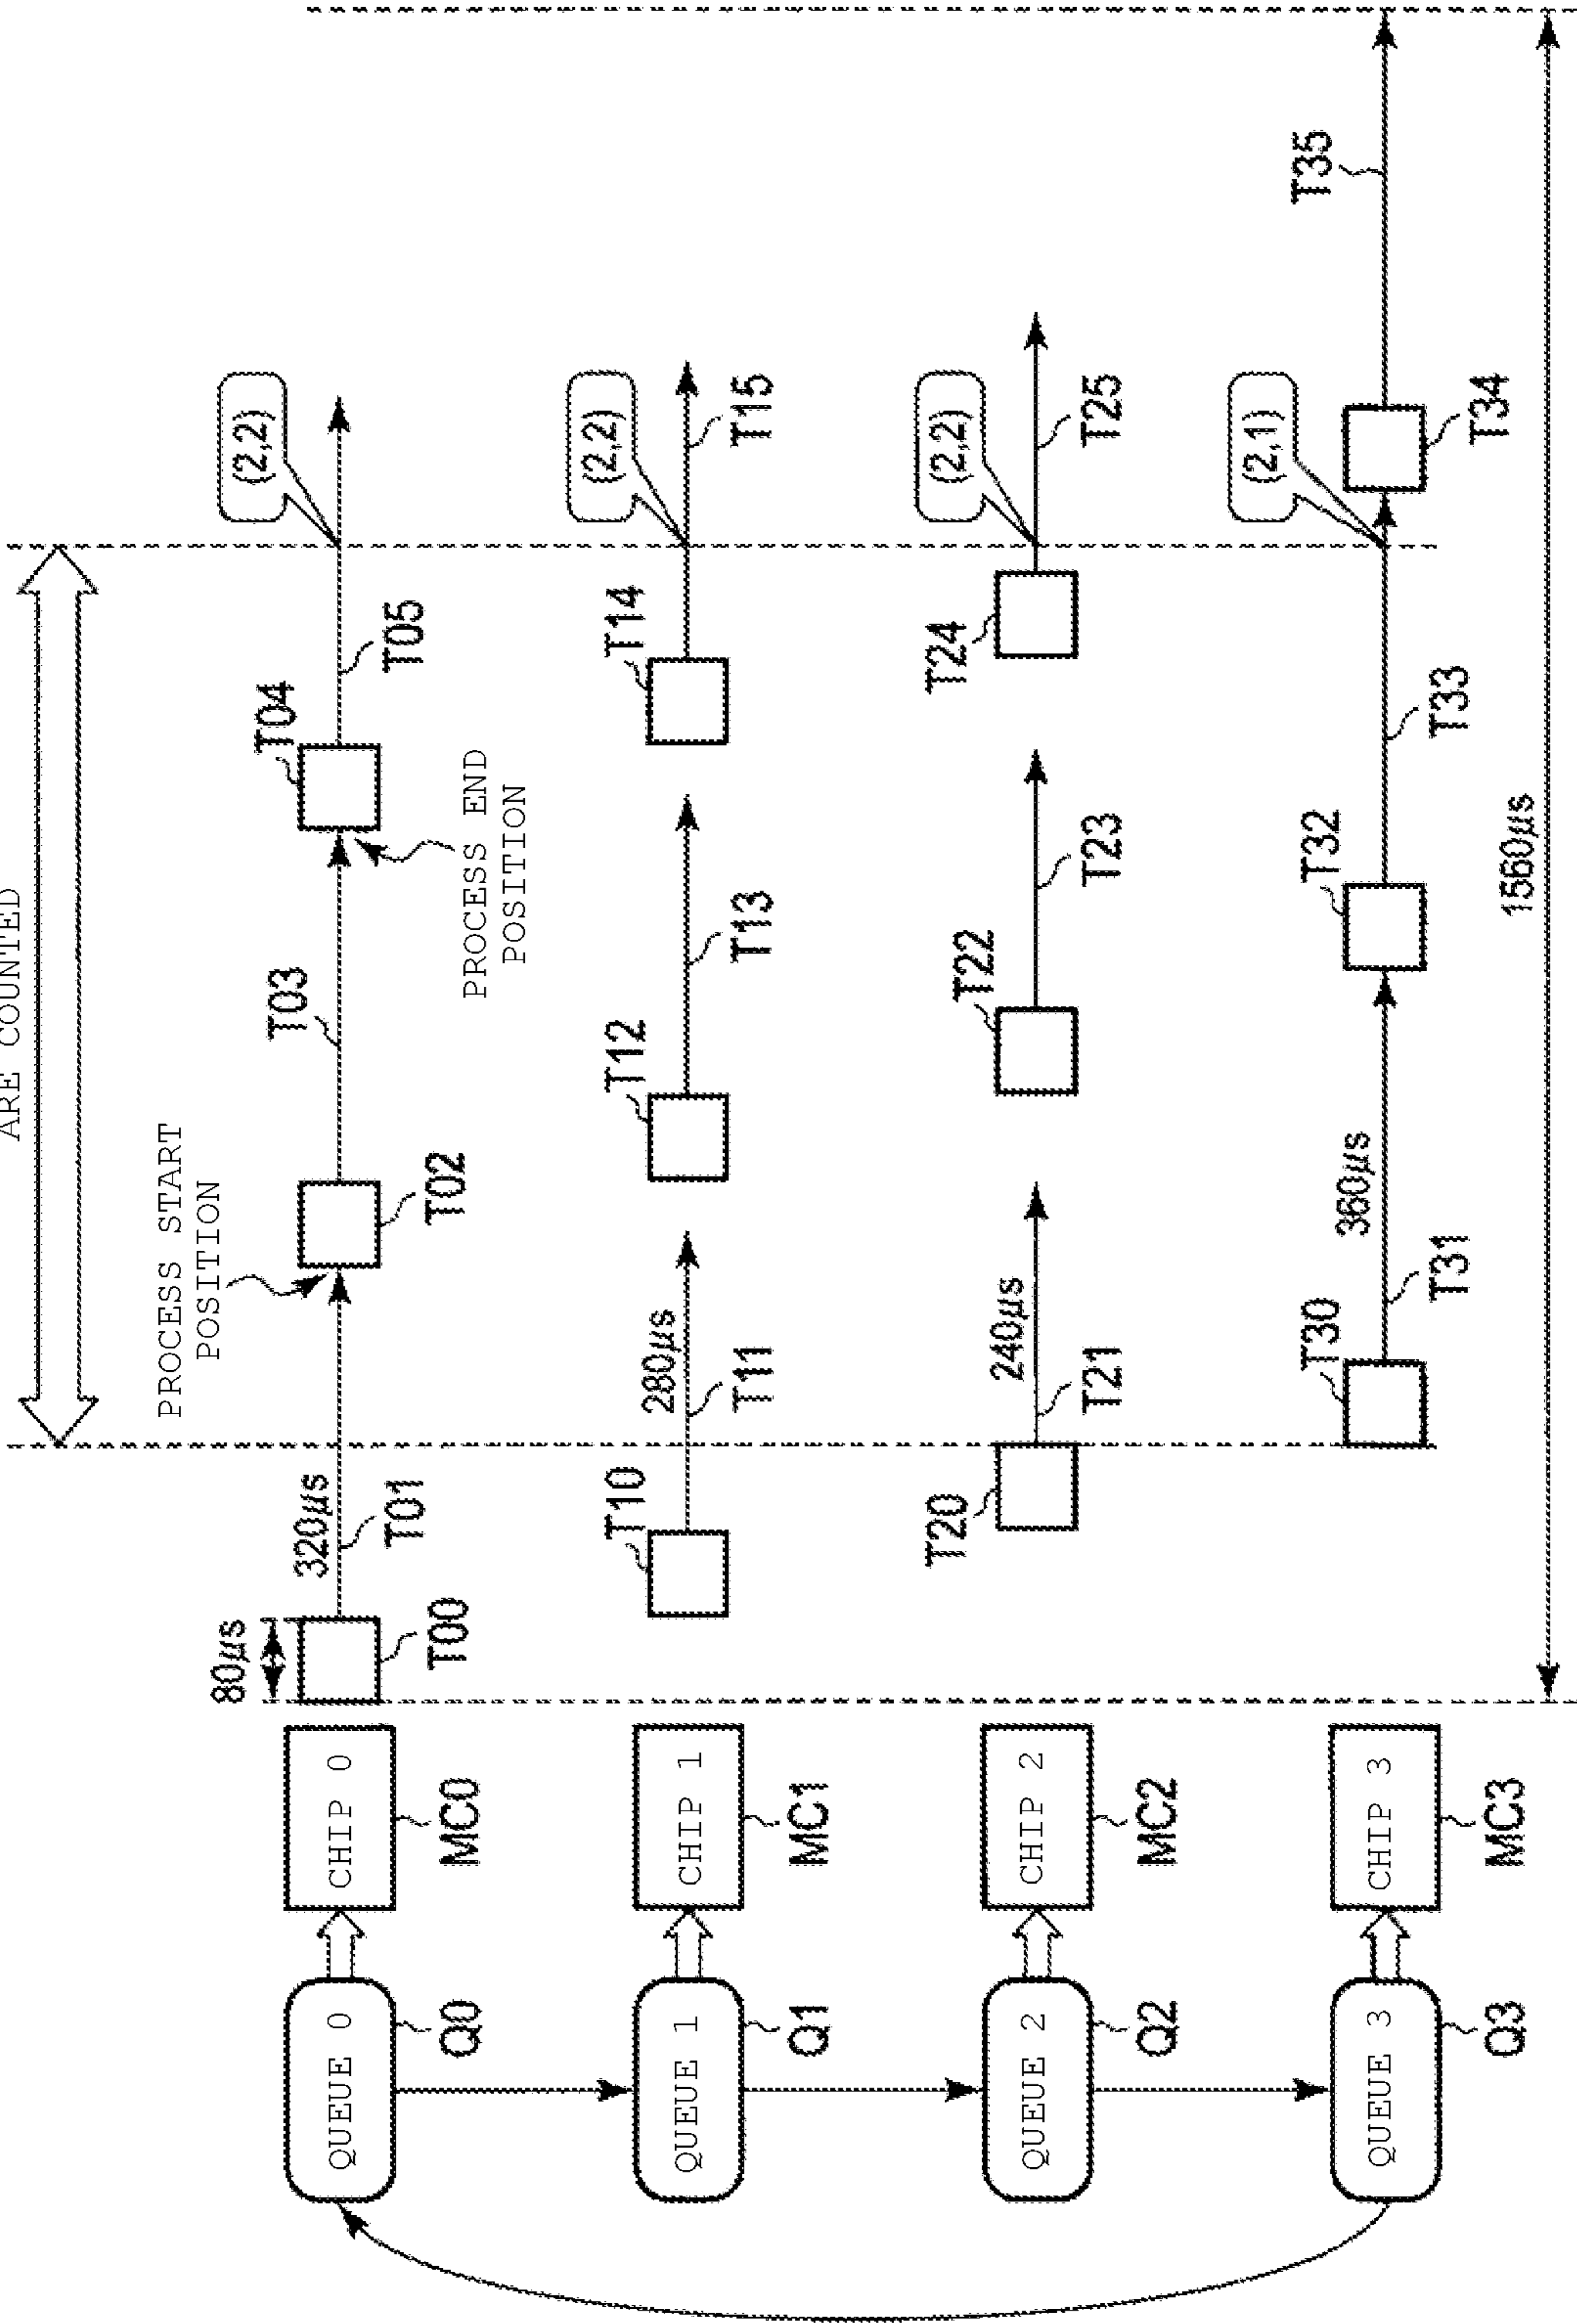 ARE COUNTED
PROCESS START
POSITION
PROCESS END
POSITION
QUEUE 0
Q0
CHIP 0
MC0
80μs
T00
320μs
T01
T02
T03
T04
T05
(2,2)
QUEUE 1
Q1
CHIP 1
MC1
T10
280μs
T11
T12
T13
T14
T15
(2,2)
QUEUE 2
Q2
CHIP 2
MC2
T20
240μs
T21
T22
T23
T24
T25
(2,2)
QUEUE 3
Q3
CHIP 3
MC3
T30
360μs
T31
T32
T33
T34
T35
(2,1)
1560μs